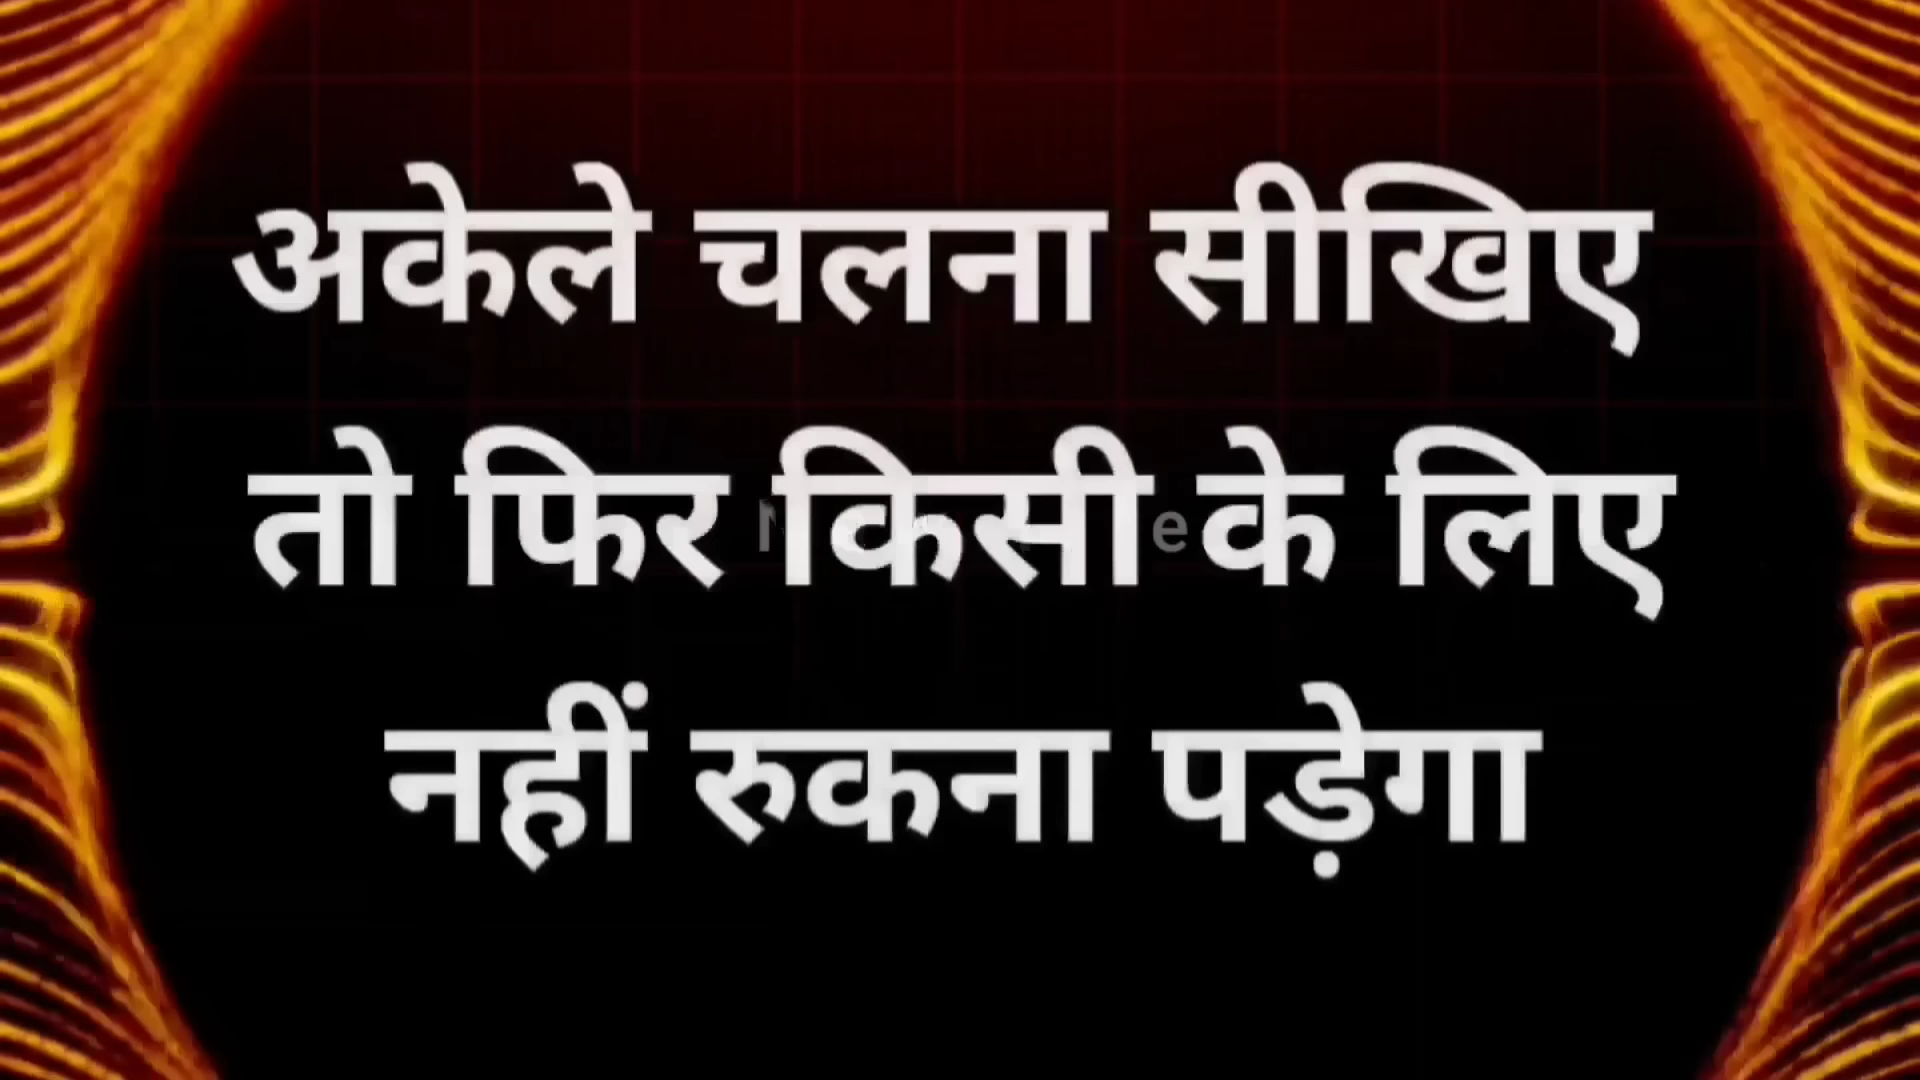 अकेले चलना सीखिए
तो फिर किसी के लिए
नहीं रुकना पड़ेगा